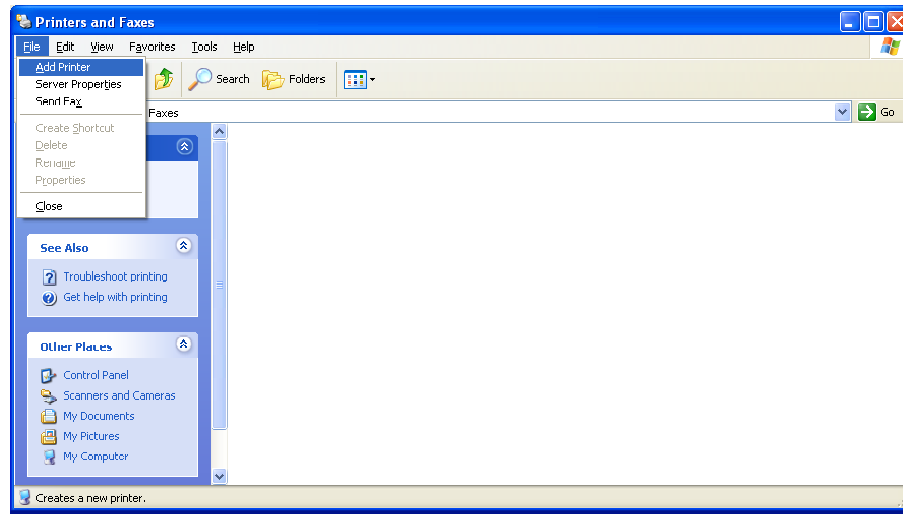 Printers and Faxes
File Edit View Favorites Tools Help
Add Printer
Server Properties
Send Fax
Create Shortcut
Delete
Rename
Properties
Close
Search Folders
Faxes
Go
See Also
Troubleshoot printing
Get help with printing
Other Places
Control Panel
Scanners and Cameras
My Documents
My Pictures
My Computer
Creates a new printer.